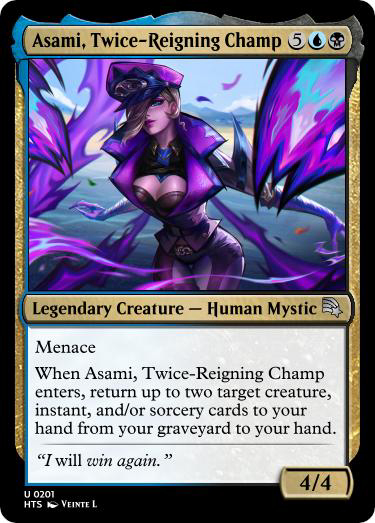 Asami, Twice-Reigning Champ 5
Legendary Creature — Human Mystic
Menace
When Asami, Twice-Reigning Champ
enters, return up to two target creature,
instant, and/or sorcery cards to your
hand from your graveyard to your hand.
“I will win again.”
4/4
U 0201
HTS Veinte L